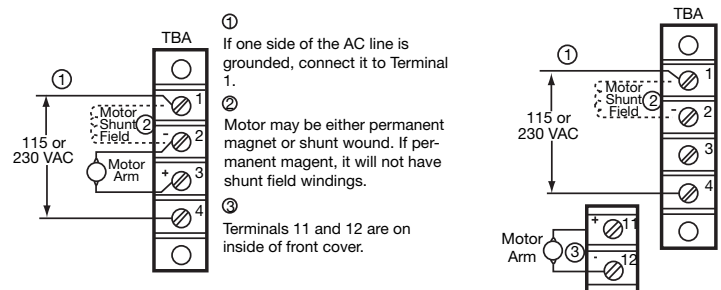 TBA
①
1
115 or
230 VAC
Motor
Shunt
Field
②
-
2
Motor
Arm
+
3
4
①
If one side of the AC line is
grounded, connect it to Terminal
1.
②
Motor may be either permanent
magnet or shunt wound. If per-
manent magent, it will not have
shunt field windings.
③
Terminals 11 and 12 are on
inside of front cover.
TBA
①
1
Motor
Shunt
Field
②
-
2
115 or
230 VAC
3
4
Motor
Arm
③
+
11
-
12